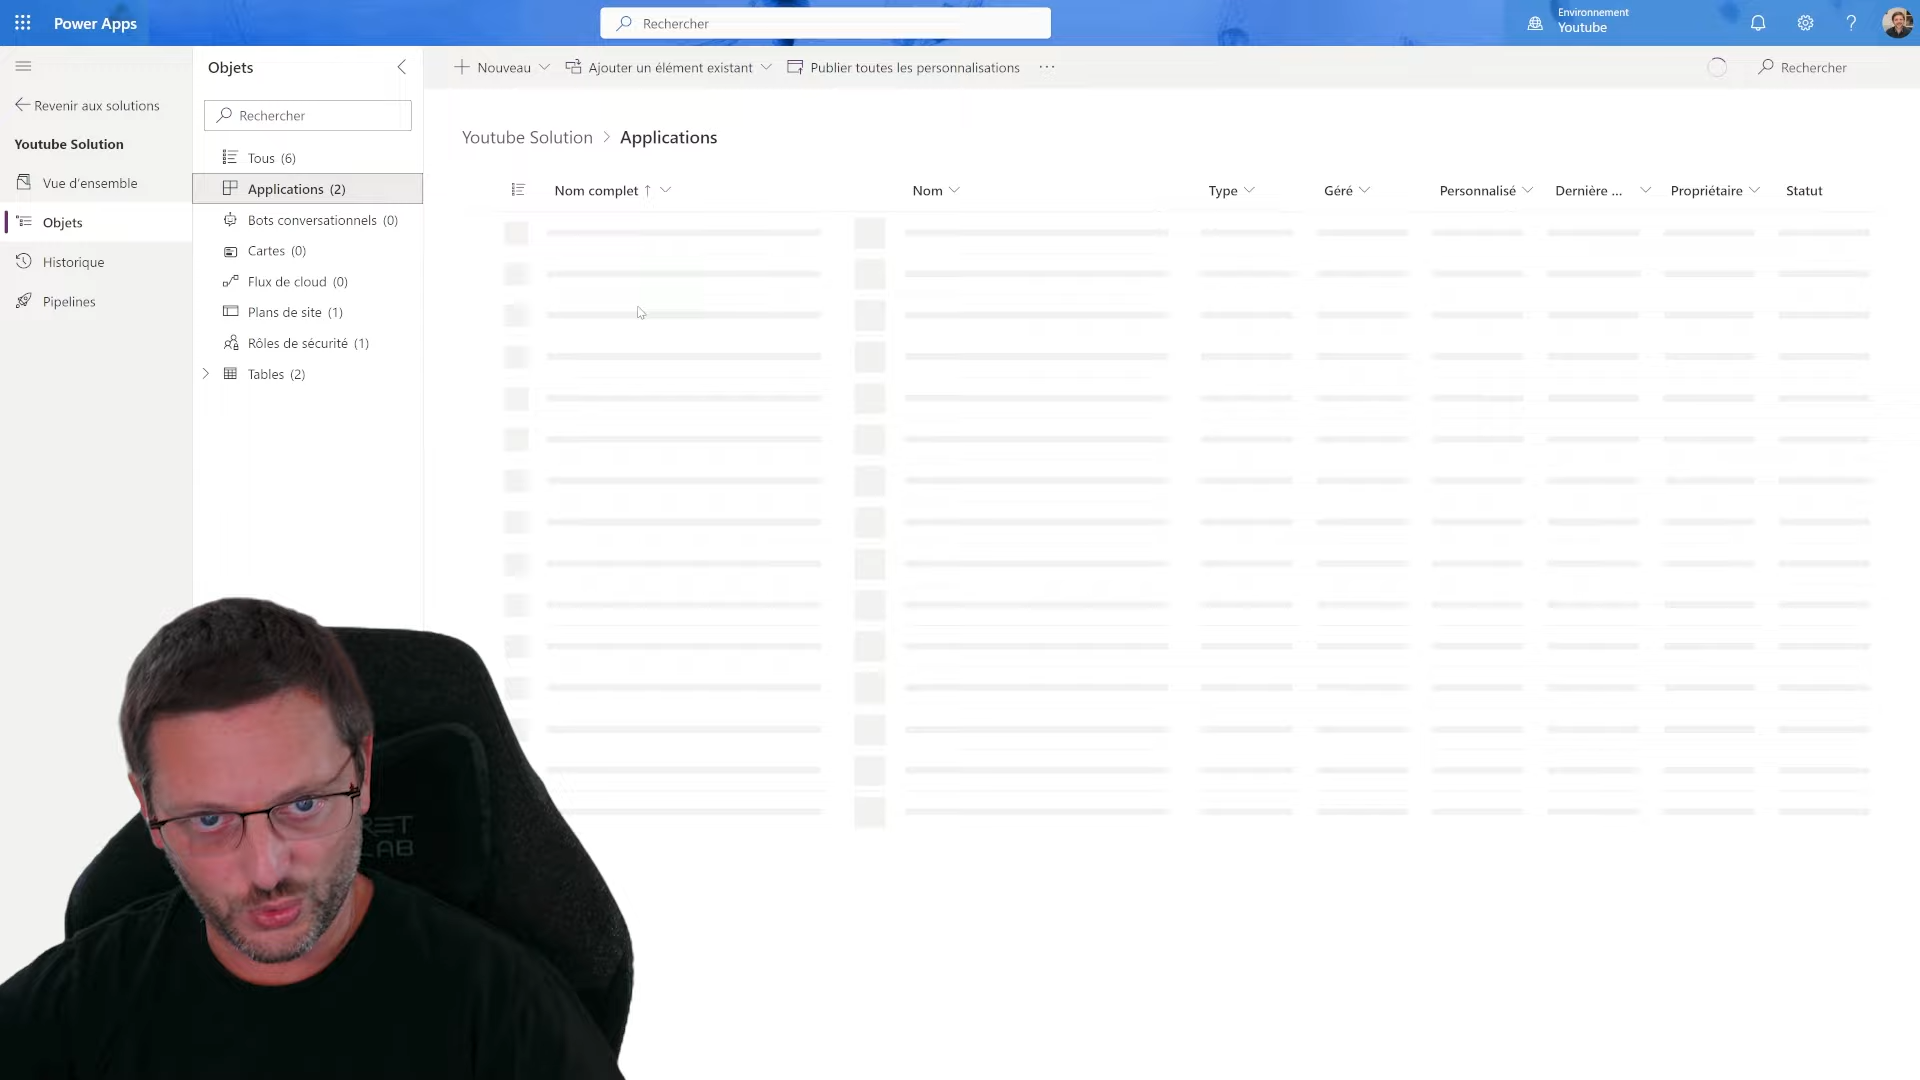 Power Apps
Rechercher
Environnement
Youtube
?
Objets
Nouveau
Ajouter un élément existant
Publier toutes les personnalisations
...
Rechercher
Revenir aux solutions
Youtube Solution
Vue d'ensemble
Objets
Historique
Pipelines
Rechercher
Tous (6)
Applications (2)
Bots conversationnels (0)
Cartes (0)
Flux de cloud (0)
Plans de site (1)
Rôles de sécurité (1)
Tables (2)
Youtube Solution > Applications
Nom complet ↑
Nom
Type
Géré
Personnalisé
Dernière ...
Propriétaire
Statut
RET
LAB